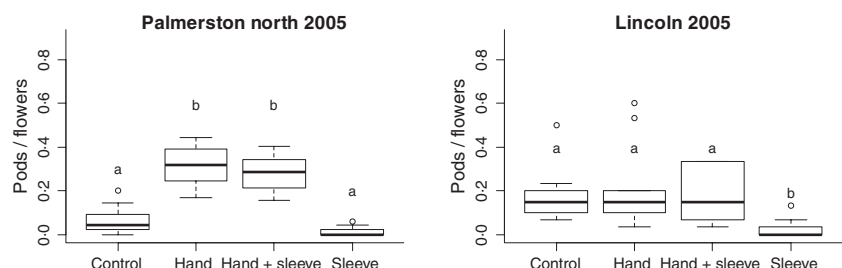 Palmerston north 2005
Pods / flowers
0·8
0·6
0·4
0·2
0·0
a
b
b
a
Control Hand Hand + sleeve Sleeve
Lincoln 2005
Pods / flowers
0·8
0·6
0·4
0·2
0·0
a
a
a
b
Control Hand Hand + sleeve Sleeve